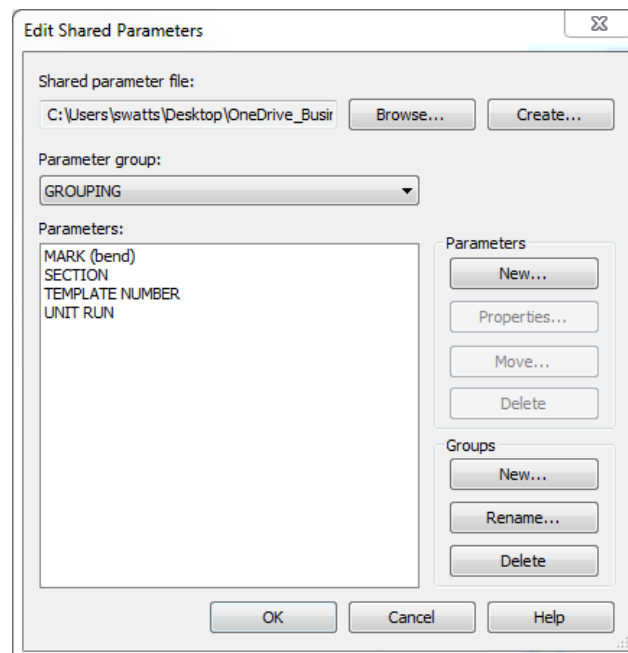 Edit Shared Parameters
Shared parameter file:
C:\Users\swatts\Desktop\OneDrive_Busin
Browse...
Create...
Parameter group:
GROUPING
Parameters:
MARK (bend)
SECTION
TEMPLATE NUMBER
UNIT RUN
Parameters
New...
Properties...
Move...
Delete
Groups
New...
Rename...
Delete
OK
Cancel
Help